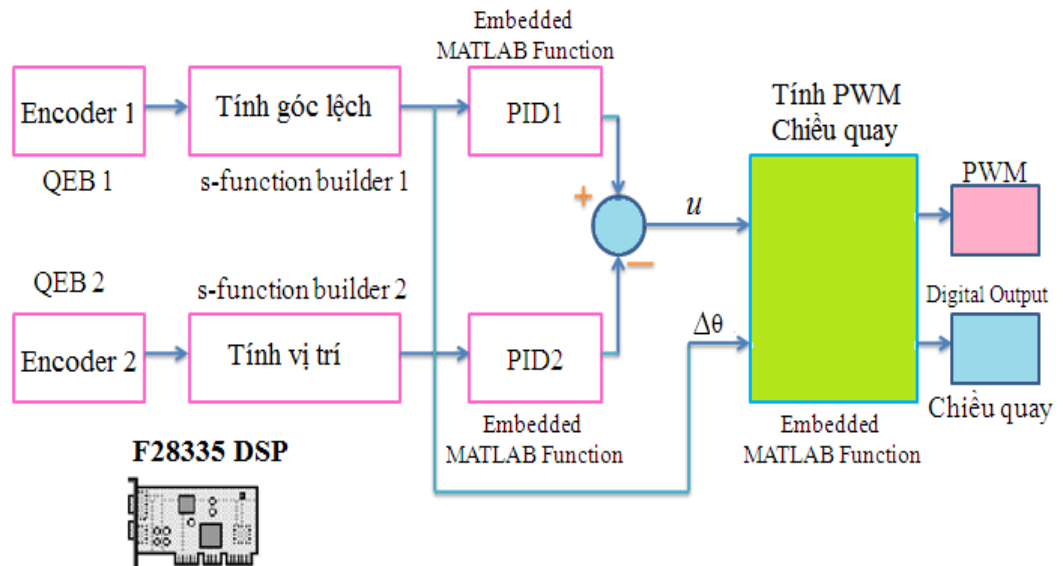 Embedded
MATLAB Function
Encoder 1
Tính góc lệch
PID1
Tính PWM
Chiều quay
QEB 1
s-function builder 1
PWM
+
u
−
QEB 2
s-function builder 2
Digital Output
Encoder 2
Tính vị trí
PID2
Δθ
Chiều quay
Embedded
MATLAB Function
Embedded
MATLAB Function
F28335 DSP